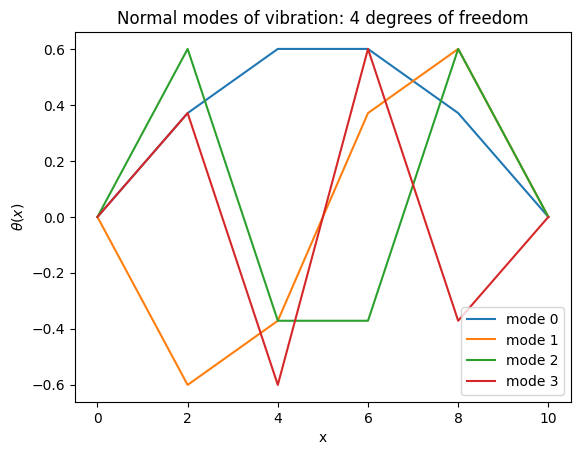 Normal modes of vibration: 4 degrees of freedom
θ(x)
0.6
0.4
0.2
0.0
−0.2
−0.4
−0.6
mode 0
mode 1
mode 2
mode 3
0 2 4 6 8 10
x